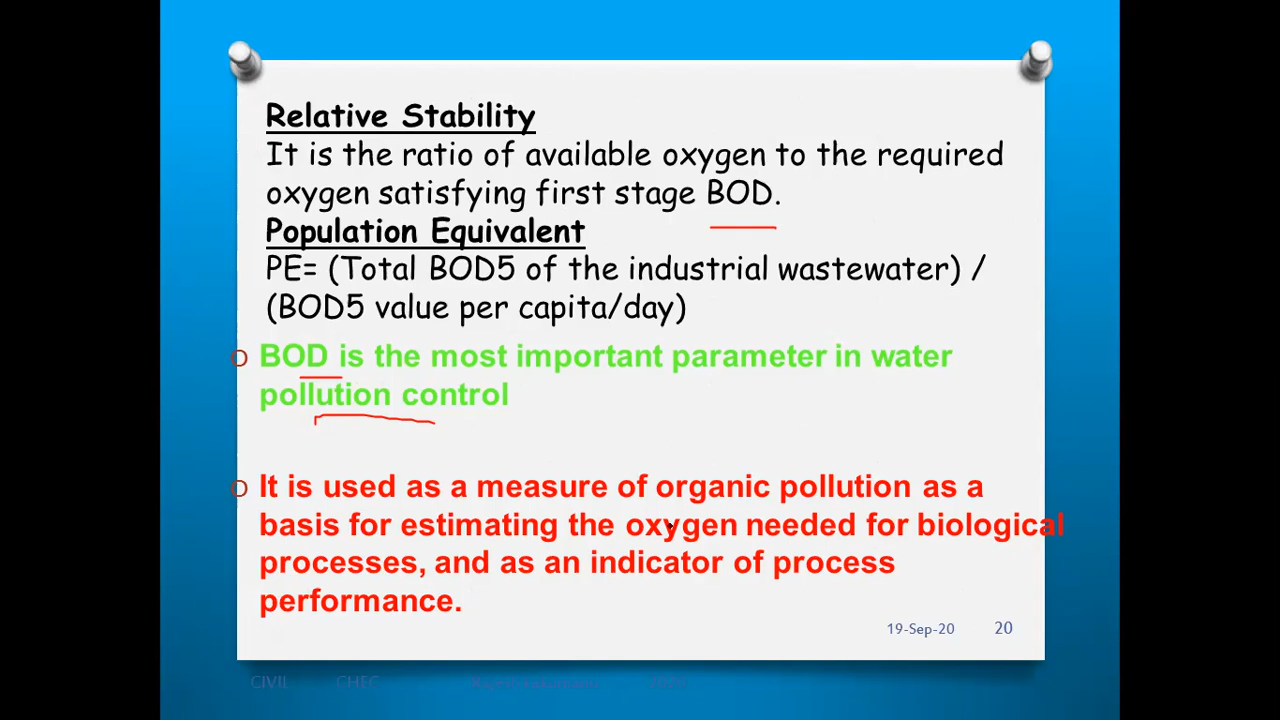 Relative Stability
It is the ratio of available oxygen to the required
oxygen satisfying first stage BOD.
Population Equivalent
PE= (Total BOD5 of the industrial wastewater) /
(BOD5 value per capita/day)
o BOD is the most important parameter in water
pollution control
o It is used as a measure of organic pollution as a
basis for estimating the oxygen needed for biological
processes, and as an indicator of process
performance.
19-Sep-20 20
CIVIL CHEC 2020